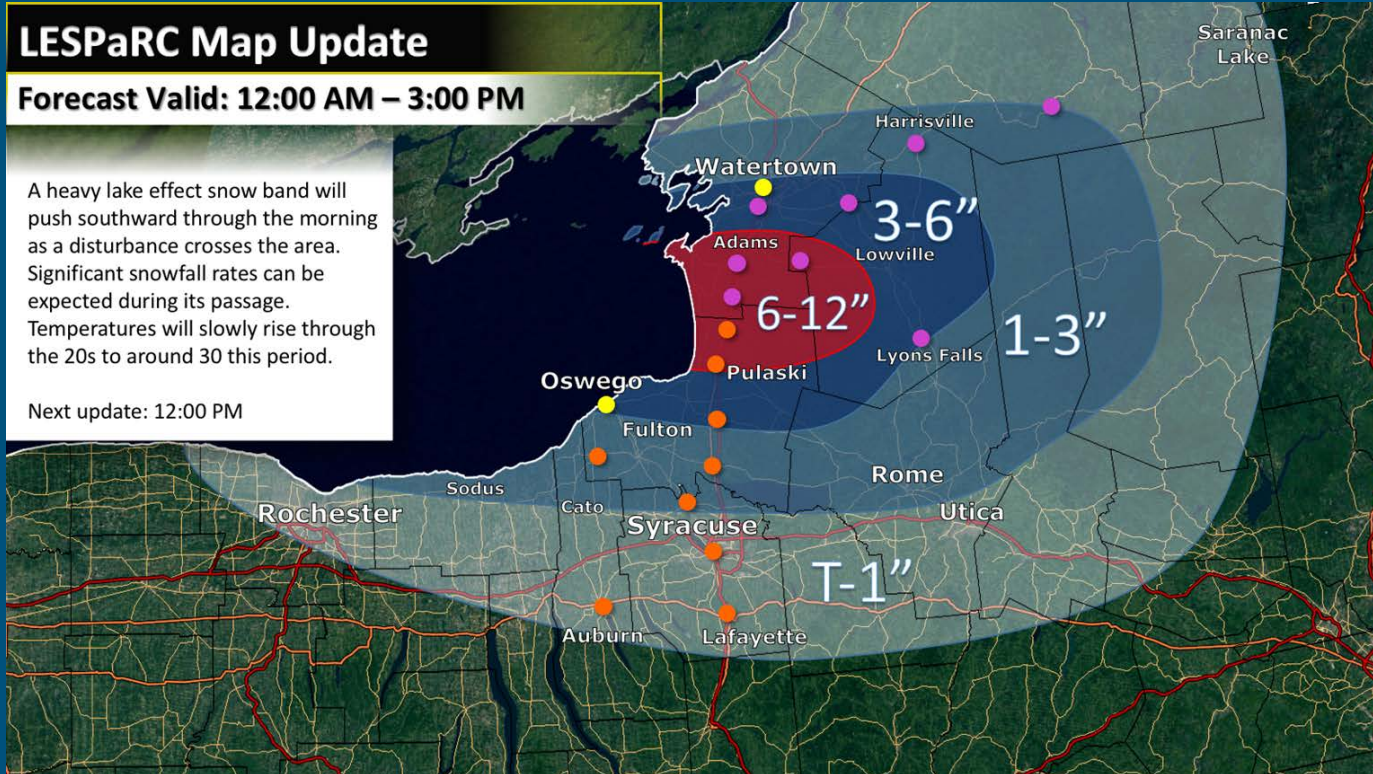 LESPaRC Map Update
Forecast Valid: 12:00 AM – 3:00 PM
A heavy lake effect snow band will
push southward through the morning
as a disturbance crosses the area.
Significant snowfall rates can be
expected during its passage.
Temperatures will slowly rise through
the 20s to around 30 this period.
Next update: 12:00 PM
Saranac
Lake
Harrisville
Watertown
3-6”
Adams
Lowville
6-12”
1-3”
Lyons Falls
Pulaski
Oswego
Fulton
Rome
Sodus
Cato
Rochester
Utica
Syracuse
T-1”
Auburn
Lafayette